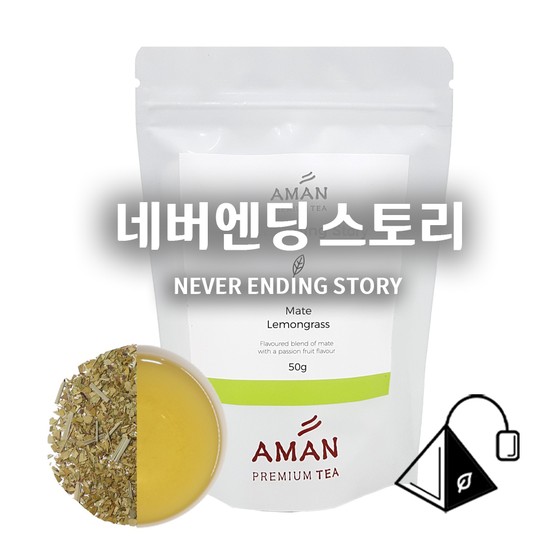 AMAN
TEA
네버엔딩 스토리
NEVER ENDING STORY
Mate
Lemongrass
Flavoured blend of mate
with a passion fruit flavour
50g
AMAN
PREMIUM TEA